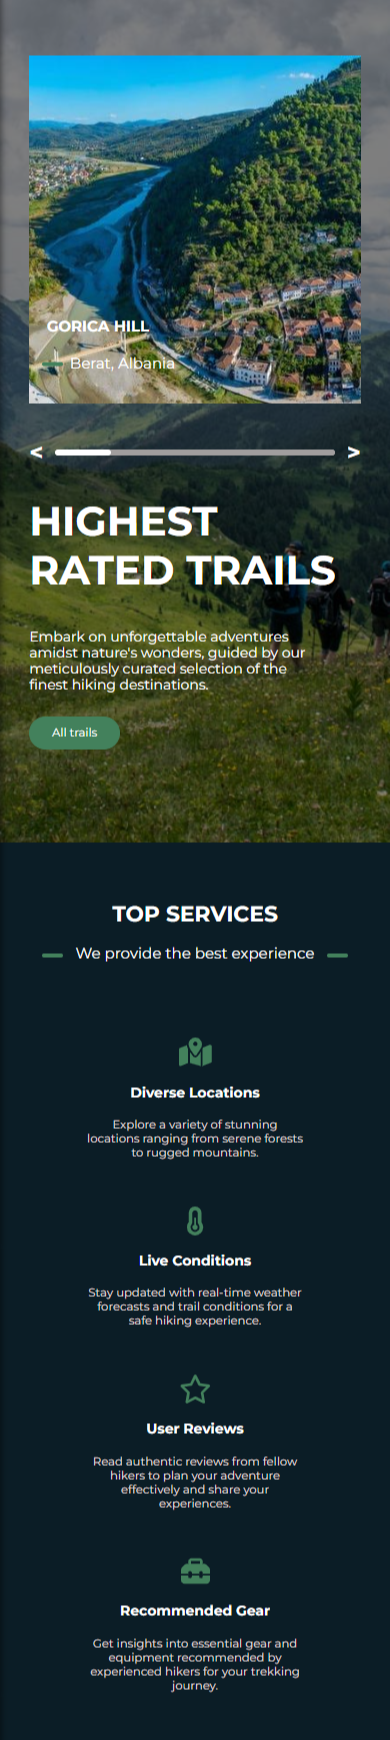 GORICA HILL
Berat, Albania
< >
HIGHEST
RATED TRAILS
Embark on unforgettable adventures
amidst nature's wonders, guided by our
meticulously curated selection of the
finest hiking destinations.
All trails
TOP SERVICES
We provide the best experience
Diverse Locations
Explore a variety of stunning
locations ranging from serene forests
to rugged mountains.
Live Conditions
Stay updated with real-time weather
forecasts and trail conditions for a
safe hiking experience.
User Reviews
Read authentic reviews from fellow
hikers to plan your adventure
effectively and share your
experiences.
Recommended Gear
Get insights into essential gear and
equipment recommended by
experienced hikers for your trekking
journey.